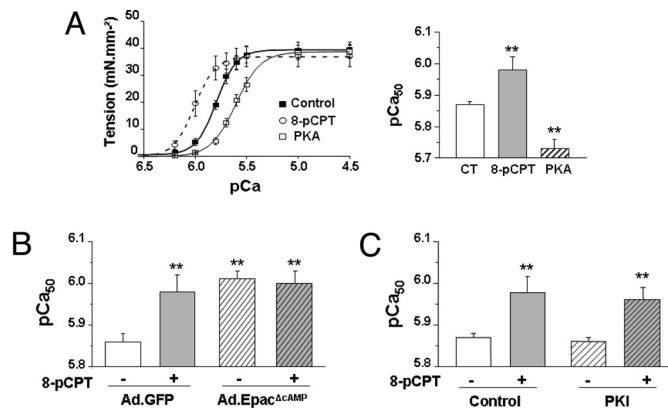 A
Tension (mN.mm-²)
50
40
30
20
10
0
6.5 6.0 5.5 5.0 4.5
pCa
Control
8-pCPT
PKA
pCa50
6.1
6.0
5.9
5.8
5.7
**
**
CT 8-pCPT PKA
B
pCa50
6.1
6.0
5.9
5.8
** ** **
8-pCPT - + - +
Ad.GFP Ad.EpacΔcAMP
C
pCa50
6.1
6.0
5.9
5.8
** **
8-pCPT - + - +
Control PKI